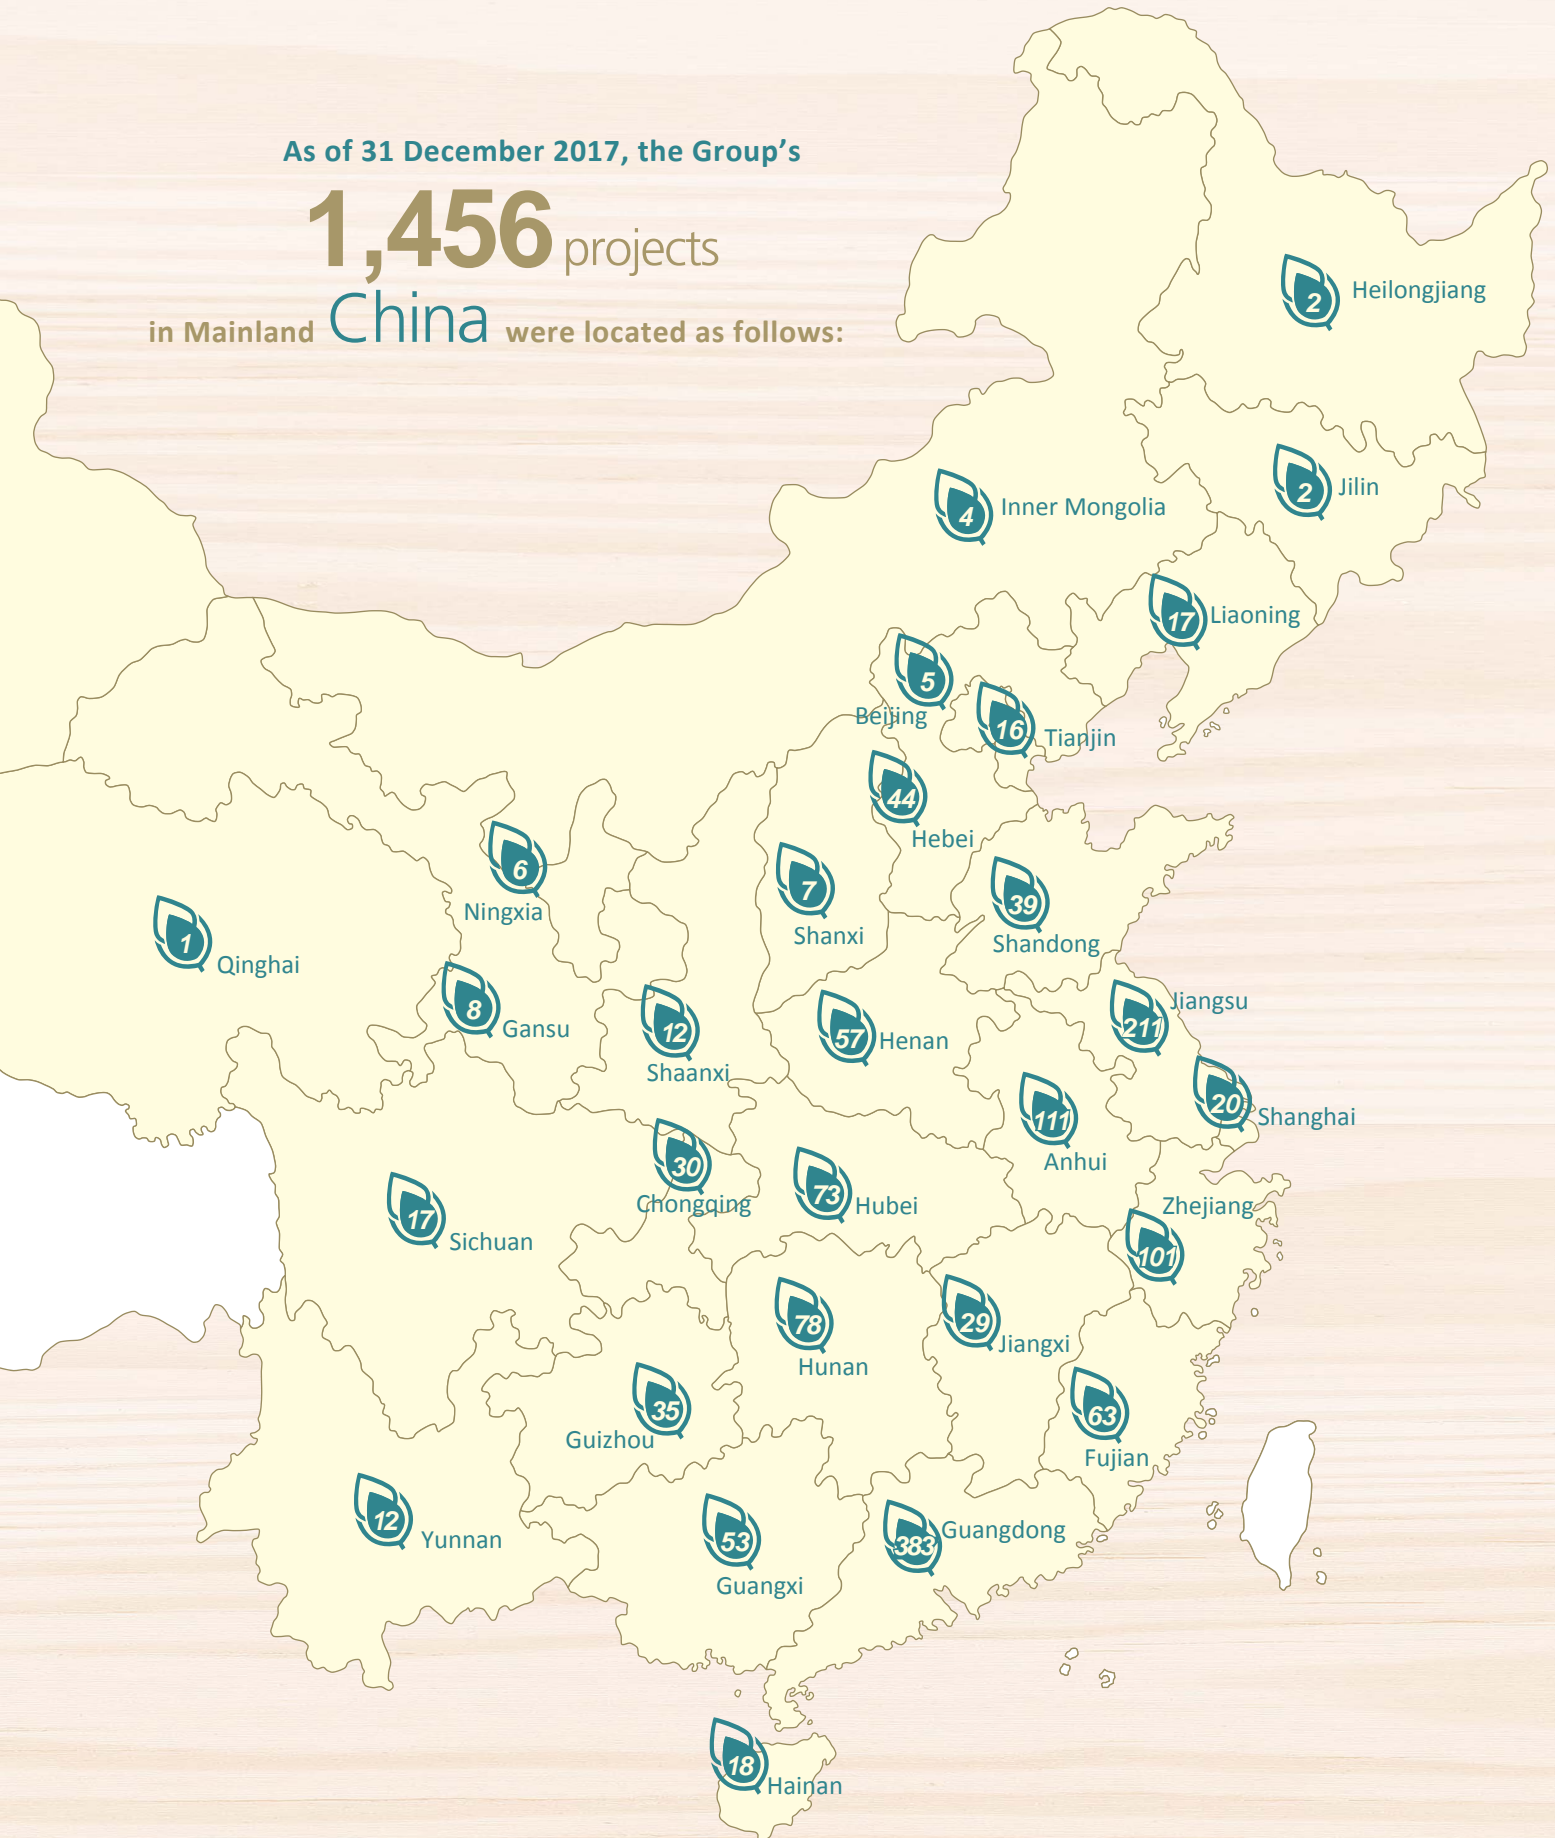 As of 31 December 2017, the Group's
1,456 projects
in Mainland China were located as follows:
2 Heilongjiang
2 Jilin
4 Inner Mongolia
17 Liaoning
5
Beijing
16 Tianjin
44
Hebei
6
Ningxia
7
Shanxi
39
Shandong
1
Qinghai
8
Gansu
12
Shaanxi
57 Henan
211 Jiangsu
20
Shanghai
111
Anhui
30
Chongqing
73 Hubei
Zhejiang
101
17
Sichuan
78
Hunan
29
Jiangxi
35
Guizhou
63
Fujian
12
Yunnan
53
Guangxi
383 Guangdong
18
Hainan